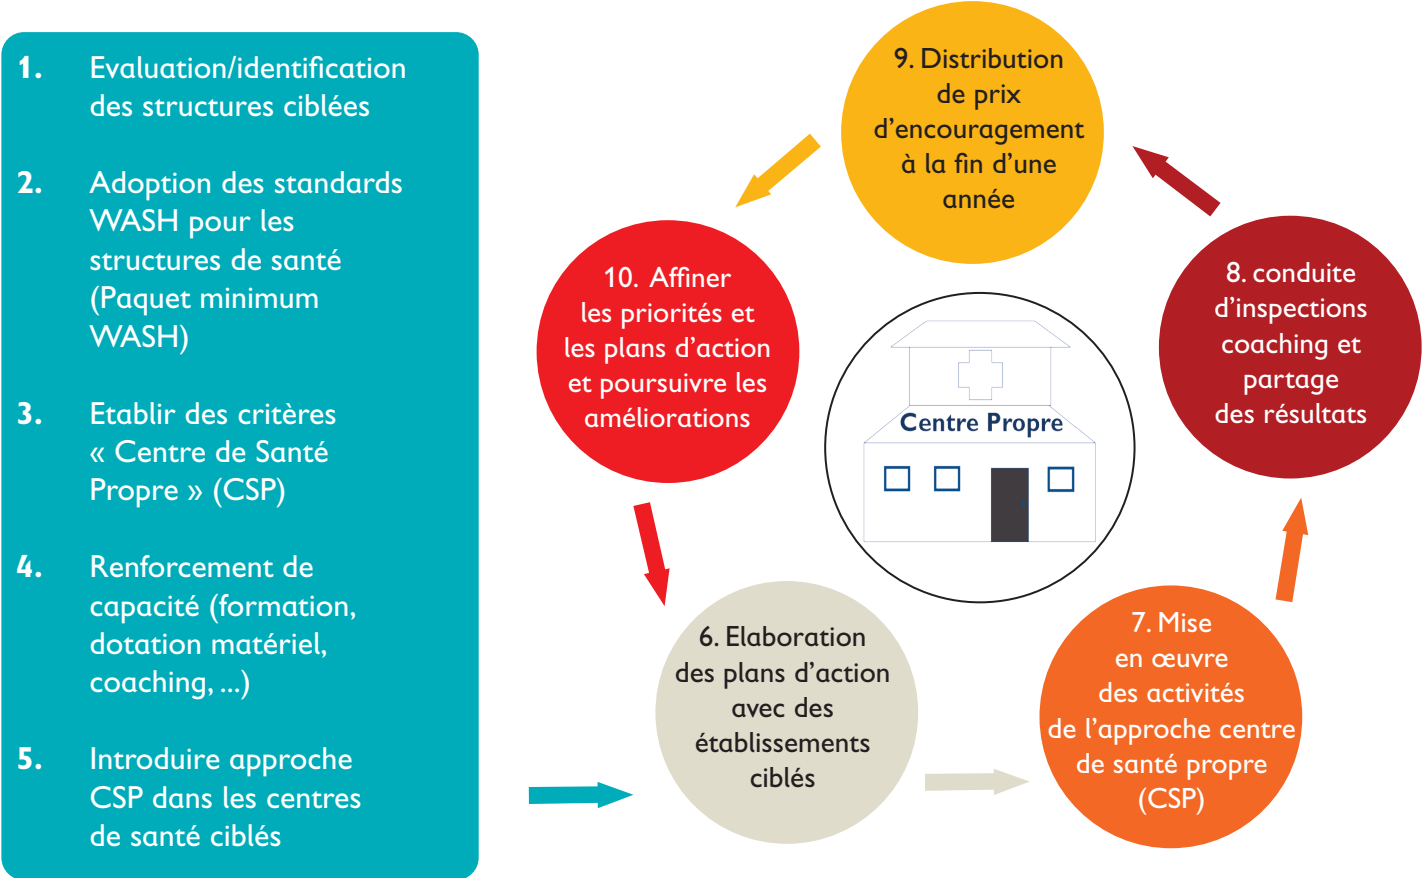 1. Evaluation/identification
des structures ciblées
2. Adoption des standards
WASH pour les
structures de santé
(Paquet minimum
WASH)
3. Etablir des critères
« Centre de Santé
Propre » (CSP)
4. Renforcement de
capacité (formation,
dotation matériel,
coaching, ...)
5. Introduire approche
CSP dans les centres
de santé ciblés
6. Elaboration
des plans d’action
avec des
établissements
ciblés
7. Mise
en œuvre
des activités
de l’approche centre
de santé propre
(CSP)
8. conduite
d’inspections
coaching et
partage
des résultats
9. Distribution
de prix
d’encouragement
à la fin d’une
année
10. Affiner
les priorités et
les plans d’action
et poursuivre les
améliorations
Centre Propre